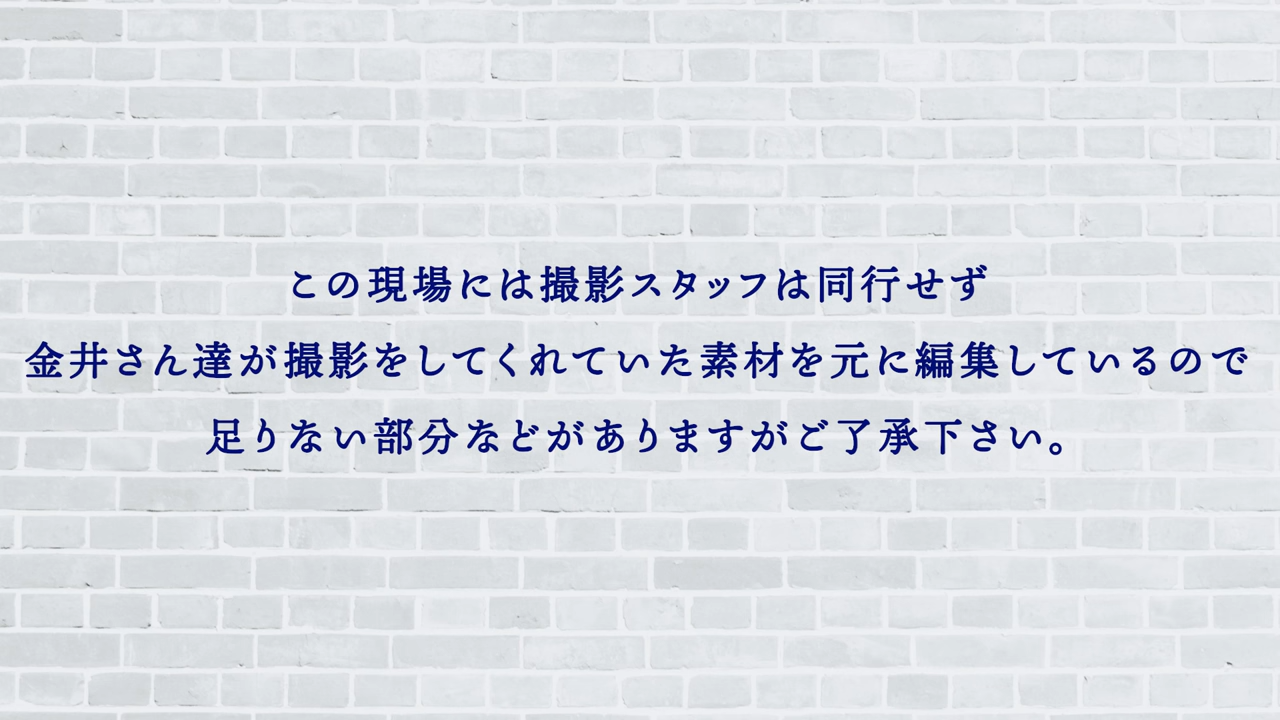 この現場には撮影スタッフは同行せず
金井さん達が撮影をしてくれていた素材を元に編集しているので
足りない部分などがありますがご了承下さい。